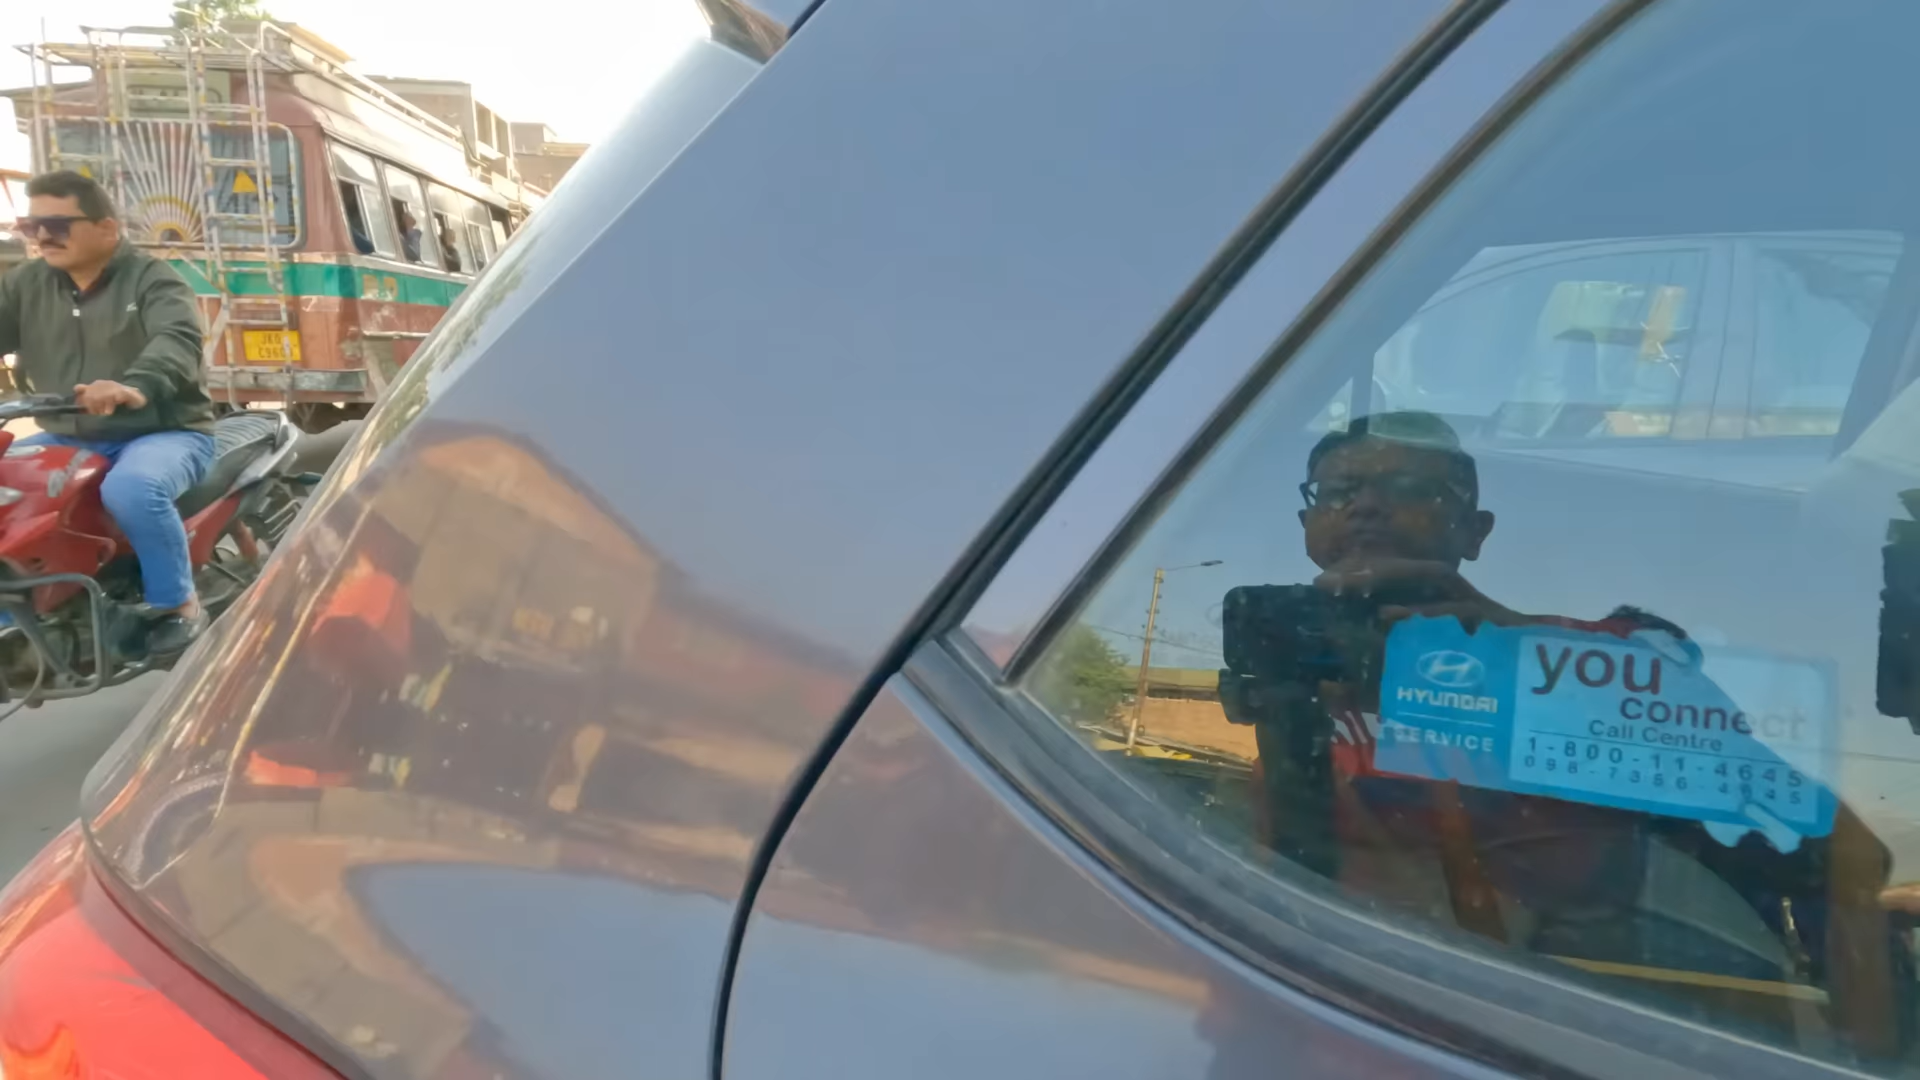 HYUNDAI
SERVICE
you
connect
Call Centre
1-800-11-4645
098-7356-4645